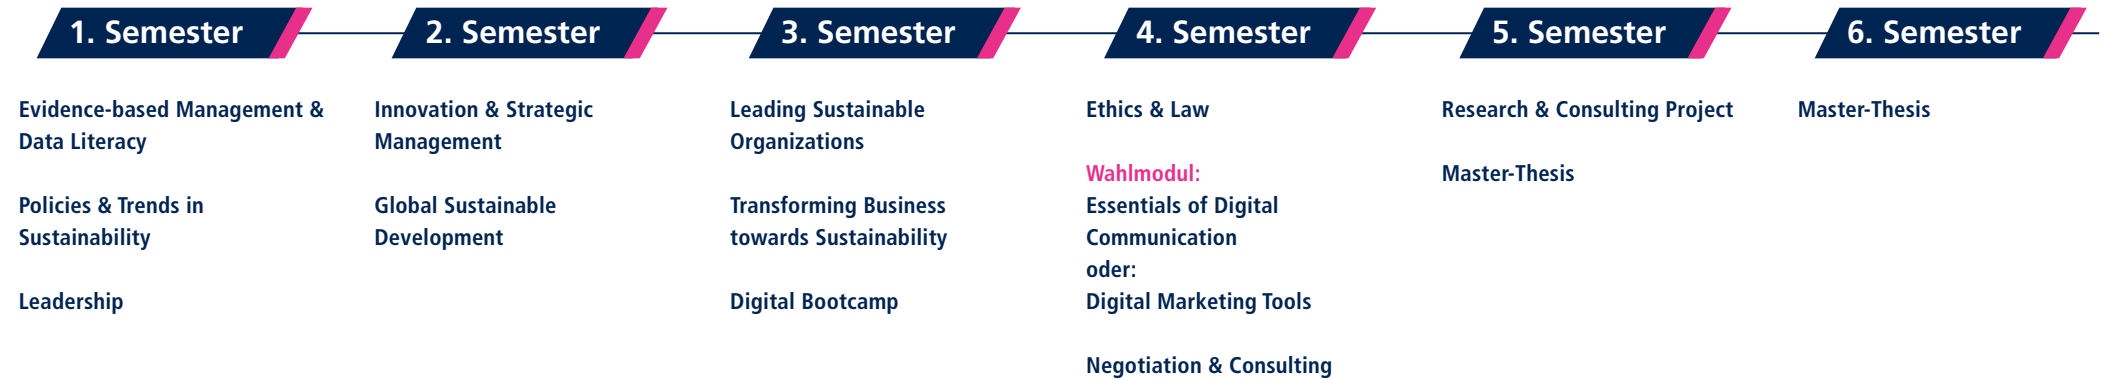 1. Semester
Evidence-based Management &
Data Literacy
Policies & Trends in
Sustainability
Leadership
2. Semester
Innovation & Strategic
Management
Global Sustainable
Development
3. Semester
Leading Sustainable
Organizations
Transforming Business
towards Sustainability
Digital Bootcamp
4. Semester
Ethics & Law
Wahlmodul:
Essentials of Digital
Communication
oder:
Digital Marketing Tools
Negotiation & Consulting
5. Semester
Research & Consulting Project
Master-Thesis
6. Semester
Master-Thesis